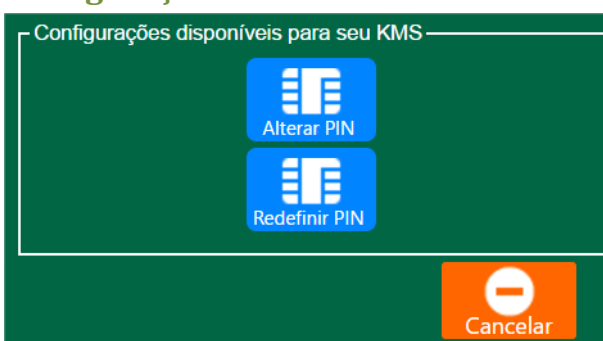 Configurações disponíveis para seu KMS
Alterar PIN
Redefinir PIN
Cancelar